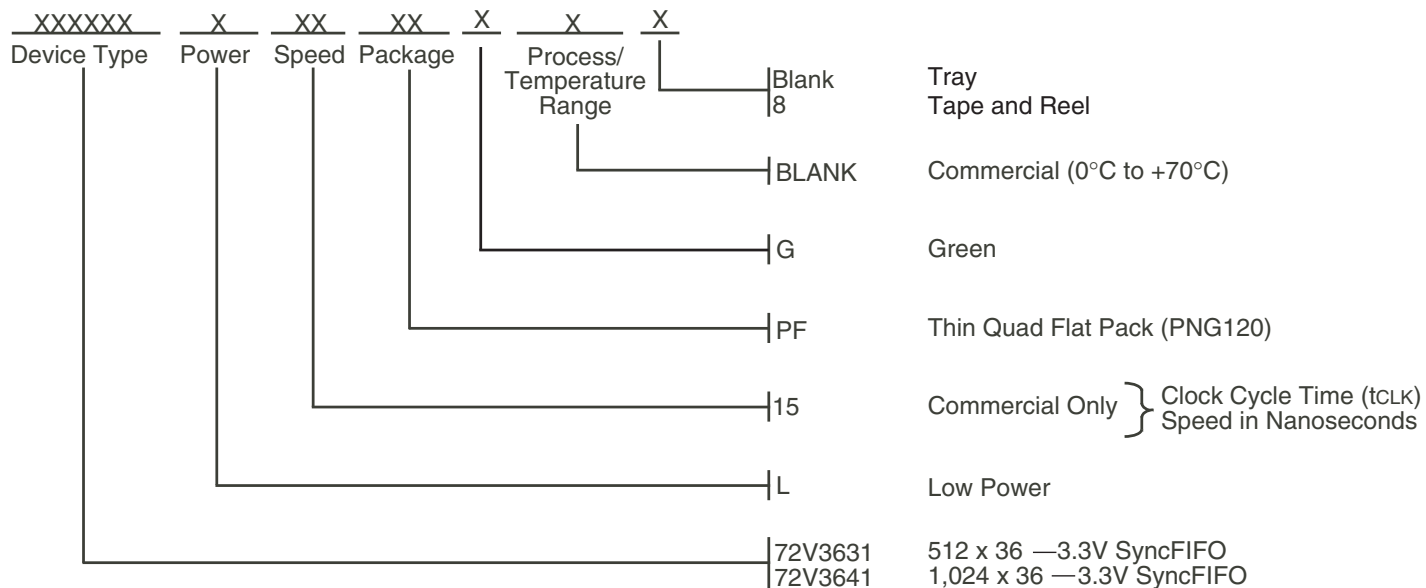 XXXXXX X XX XX X X X
Device Type Power Speed Package Process/
Temperature
Range
Blank Tray
8 Tape and Reel
BLANK Commercial (0°C to +70°C)
G Green
PF Thin Quad Flat Pack (PNG120)
15 Commercial Only Clock Cycle Time (tCLK)
Speed in Nanoseconds
L Low Power
72V3631 512 x 36 —3.3V SyncFIFO
72V3641 1,024 x 36 —3.3V SyncFIFO